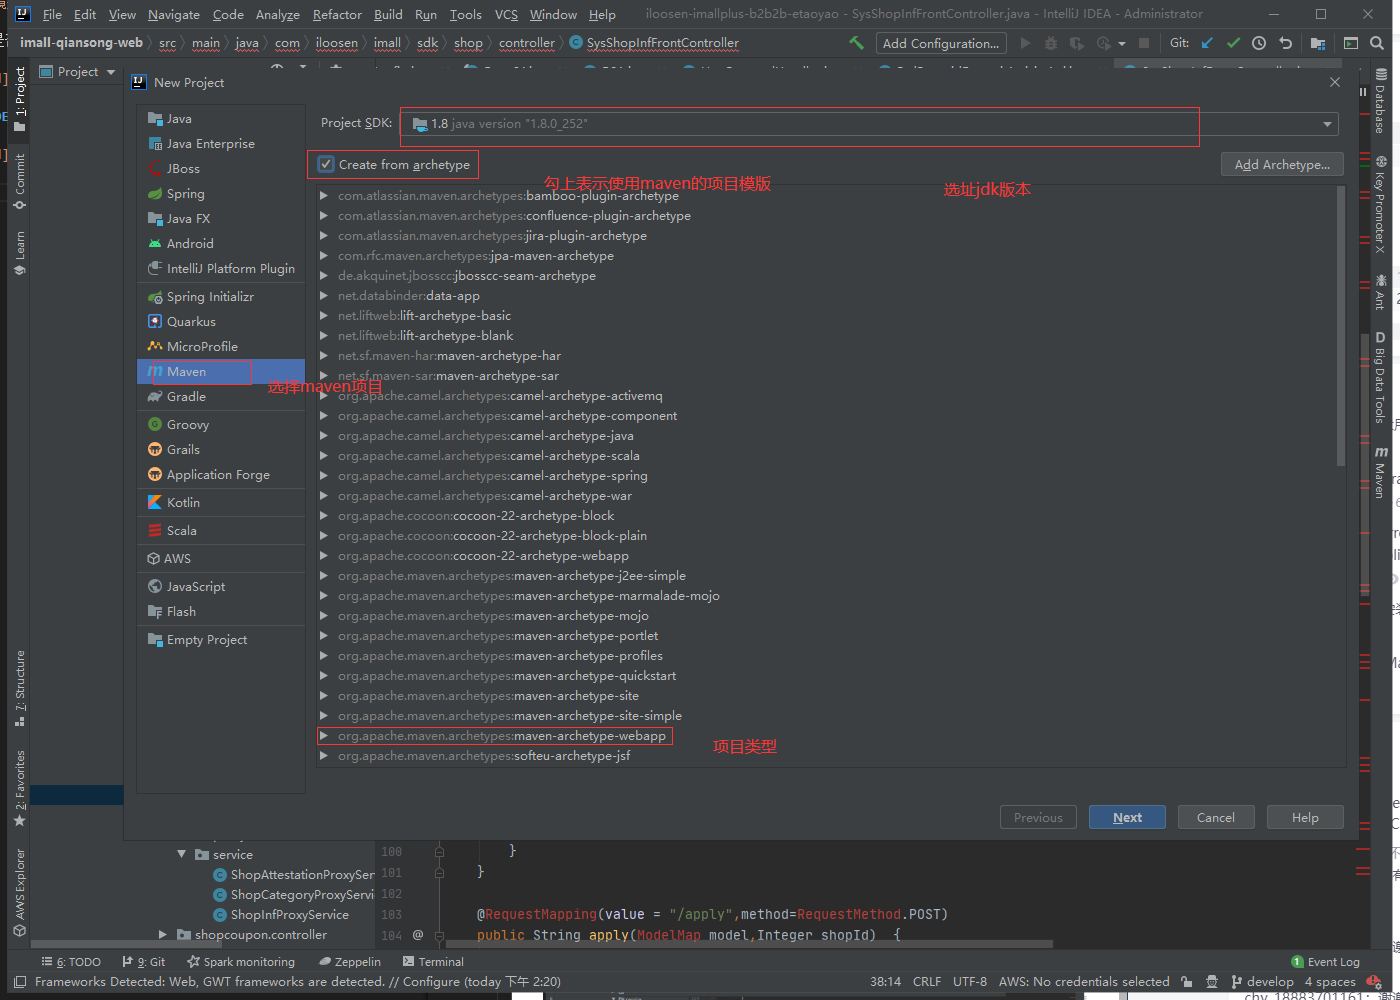 File Edit View Navigate Code Analyze Refactor Build Run Tools VCS Window Help iloosen-imallplus-b2b2b-etaoyao - SysShopInfFrontController.java - IntelliJ IDEA - Administrator
imall-qiansong-web src main java com iloosen imall sdk shop controller SysShopInfFrontController Add Configuration... Git:
1: Project
Commit
Learn
7: Structure
2: Favorites
AWS Explorer
Project
New Project
Java
Java Enterprise
JBoss
Spring
Java FX
Android
IntelliJ Platform Plugin
Spring Initializr
Quarkus
MicroProfile
Maven
选择maven项目
Gradle
Groovy
Grails
Application Forge
Kotlin
Scala
AWS
JavaScript
Flash
Empty Project
Project SDK: 1.8 java version "1.8.0_252"
Create from archetype
Add Archetype...
勾上表示使用maven的项目模版
选址jdk版本
com.atlassian.maven.archetypes:bamboo-plugin-archetype
com.atlassian.maven.archetypes:confluence-plugin-archetype
com.atlassian.maven.archetypes:jira-plugin-archetype
com.rfc.maven.archetypes:jpa-maven-archetype
de.akquinet.jbosscc:jbosscc-seam-archetype
net.databinder:data-app
net.liftweb:lift-archetype-basic
net.liftweb:lift-archetype-blank
net.sf.maven-har:maven-archetype-har
net.sf.maven-sar:maven-archetype-sar
org.apache.camel.archetypes:camel-archetype-activemq
org.apache.camel.archetypes:camel-archetype-component
org.apache.camel.archetypes:camel-archetype-java
org.apache.camel.archetypes:camel-archetype-scala
org.apache.camel.archetypes:camel-archetype-spring
org.apache.camel.archetypes:camel-archetype-war
org.apache.cocoon:cocoon-22-archetype-block
org.apache.cocoon:cocoon-22-archetype-block-plain
org.apache.cocoon:cocoon-22-archetype-webapp
org.apache.maven.archetypes:maven-archetype-j2ee-simple
org.apache.maven.archetypes:maven-archetype-marmalade-mojo
org.apache.maven.archetypes:maven-archetype-mojo
org.apache.maven.archetypes:maven-archetype-portlet
org.apache.maven.archetypes:maven-archetype-profiles
org.apache.maven.archetypes:maven-archetype-quickstart
org.apache.maven.archetypes:maven-archetype-site
org.apache.maven.archetypes:maven-archetype-site-simple
org.apache.maven.archetypes:maven-archetype-webapp
项目类型
org.apache.maven.archetypes:softeu-archetype-jsf
Previous Next Cancel Help
Database
Key Promoter X
Ant
Big Data Tools
Maven
service
ShopAttestationProxySer
ShopCategoryProxyServi
ShopInfProxyService
shopcoupon.controller
100 }
101 }
102
103 @RequestMapping(value = "/apply",method=RequestMethod.POST)
104 @ public String apply(ModelMap model,Integer shopId) {
6: TODO 9: Git Spark monitoring Zeppelin Terminal 1 Event Log
Frameworks Detected: Web, GWT frameworks are detected. // Configure (today 下午 2:20) 38:14 CRLF UTF-8 AWS: No credentials selected develop 4 spaces